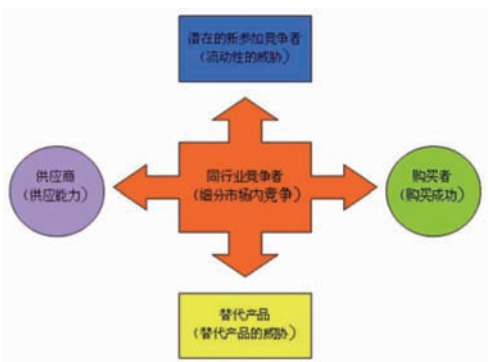 潜在的新参加竞争者
(流动性的威胁)
供应商
(供应能力)
同行业竞争者
(细分市场内竞争)
购买者
(购买成功)
替代产品
(替代产品的威胁)